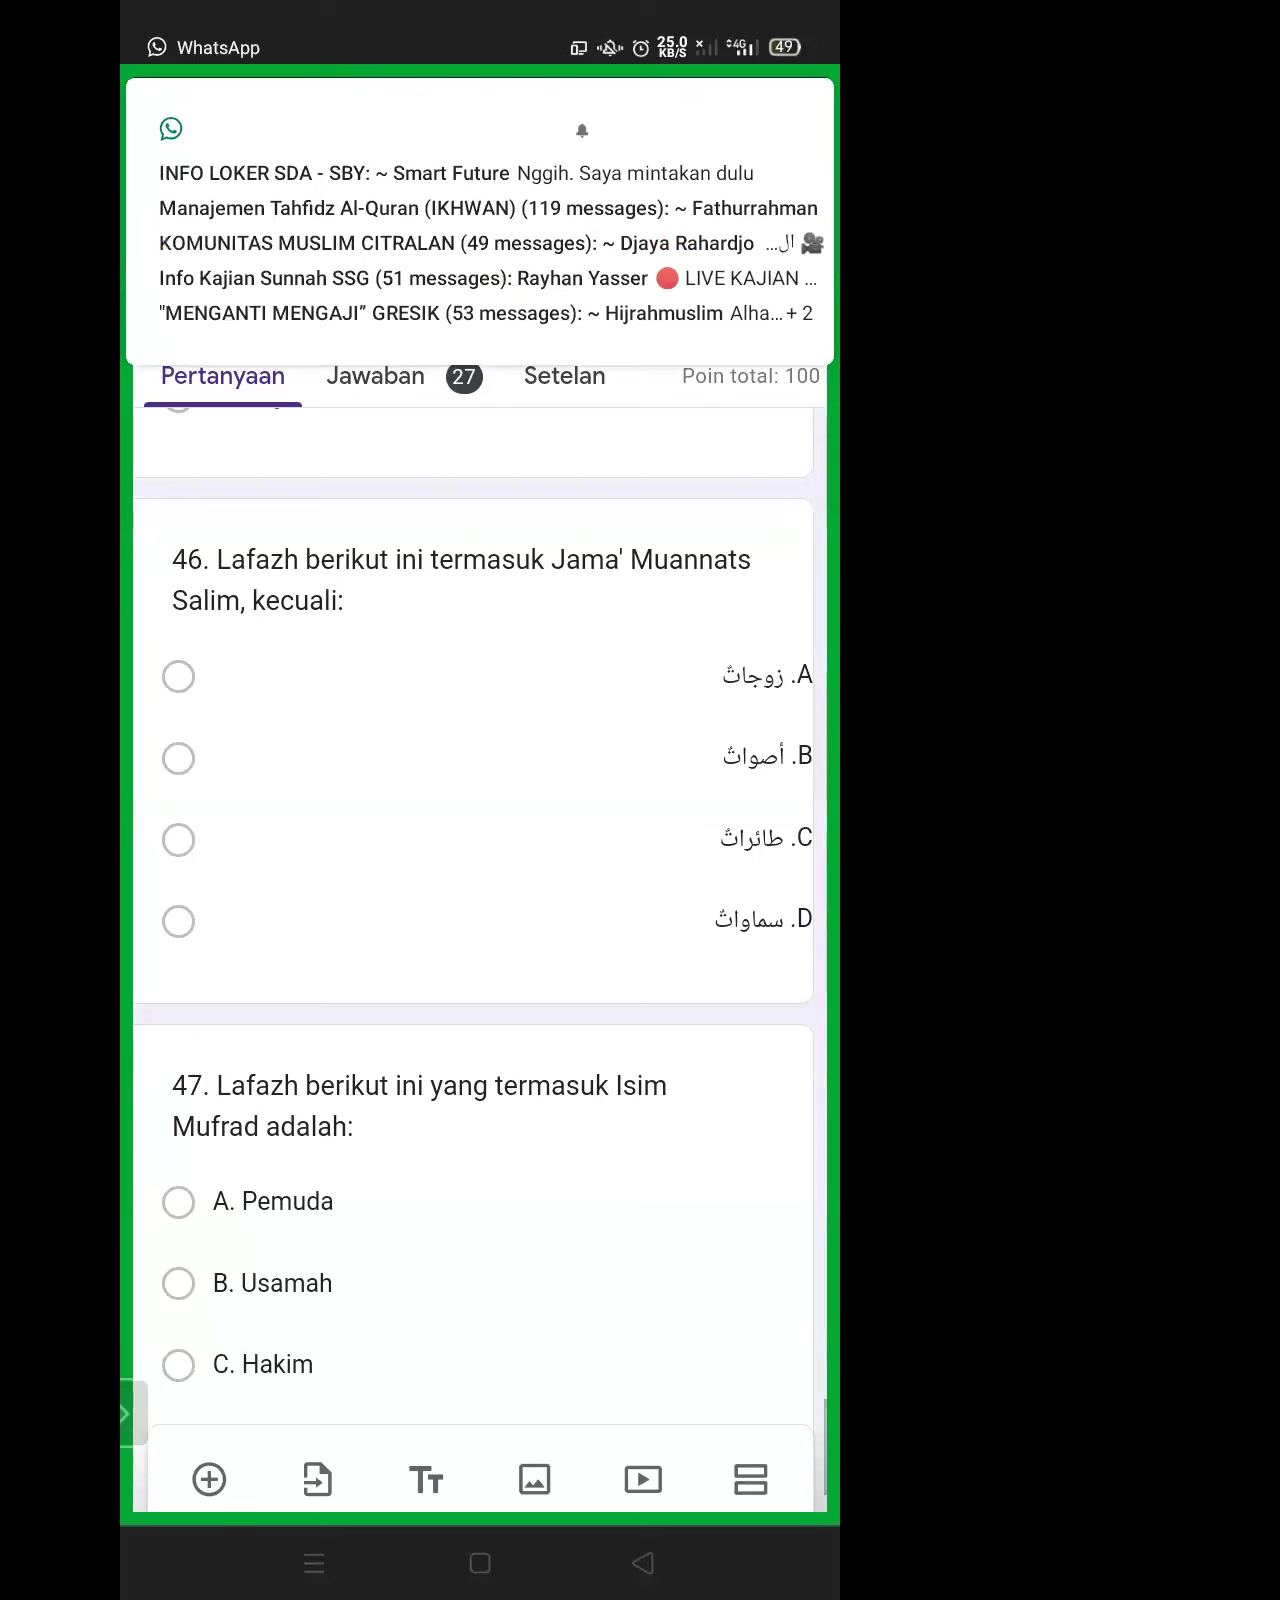 WhatsApp
25.0 KB/S 4G 49
INFO LOKER SDA - SBY: ~ Smart Future Nggih. Saya mintakan dulu
Manajemen Tahfidz Al-Quran (IKHWAN) (119 messages): ~ Fathurrahman
KOMUNITAS MUSLIM CITRALAN (49 messages): ~ Djaya Rahardjo 🎥 ال...
Info Kajian Sunnah SSG (51 messages): Rayhan Yasser 🔴 LIVE KAJIAN ...
"MENGANTI MENGAJI” GRESIK (53 messages): ~ Hijrahmuslim Alha... + 2
Pertanyaan Jawaban 27 Setelan Poin total: 100
46. Lafazh berikut ini termasuk Jama' Muannats
Salim, kecuali:
A. زوجاتٌ
B. أصواتٌ
C. طائراتٌ
D. سماواتٌ
47. Lafazh berikut ini yang termasuk Isim
Mufrad adalah:
A. Pemuda
B. Usamah
C. Hakim
Tт